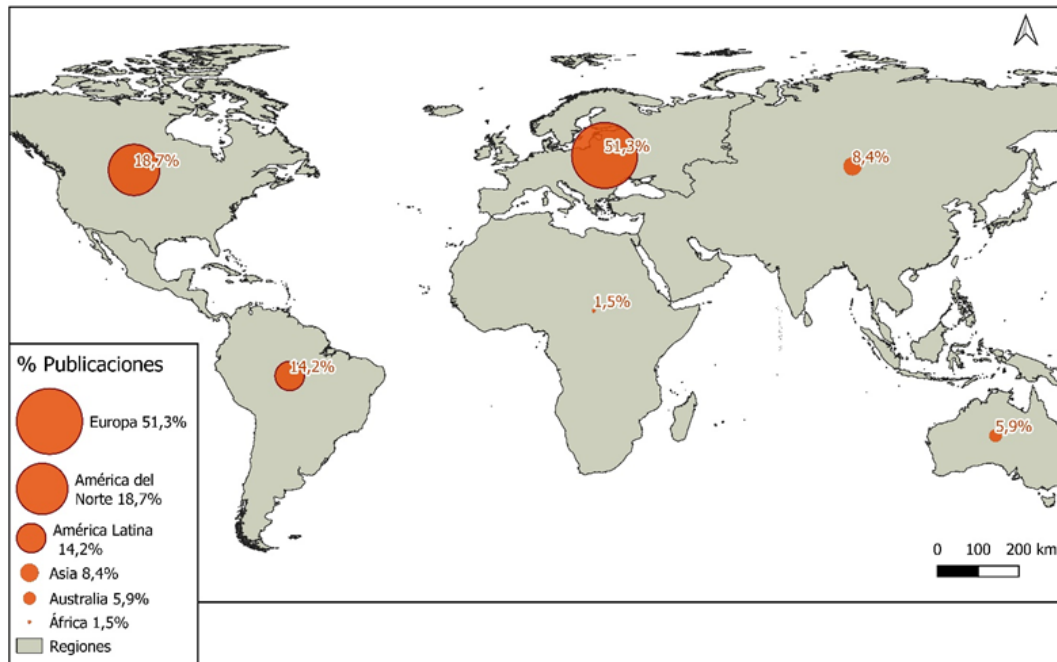 18,7%
51,3%
8,4%
1,5%
14,2%
5,9%
% Publicaciones
Europa 51,3%
América del
Norte 18,7%
América Latina
14,2%
Asia 8,4%
Australia 5,9%
África 1,5%
Regiones
0 100 200 km